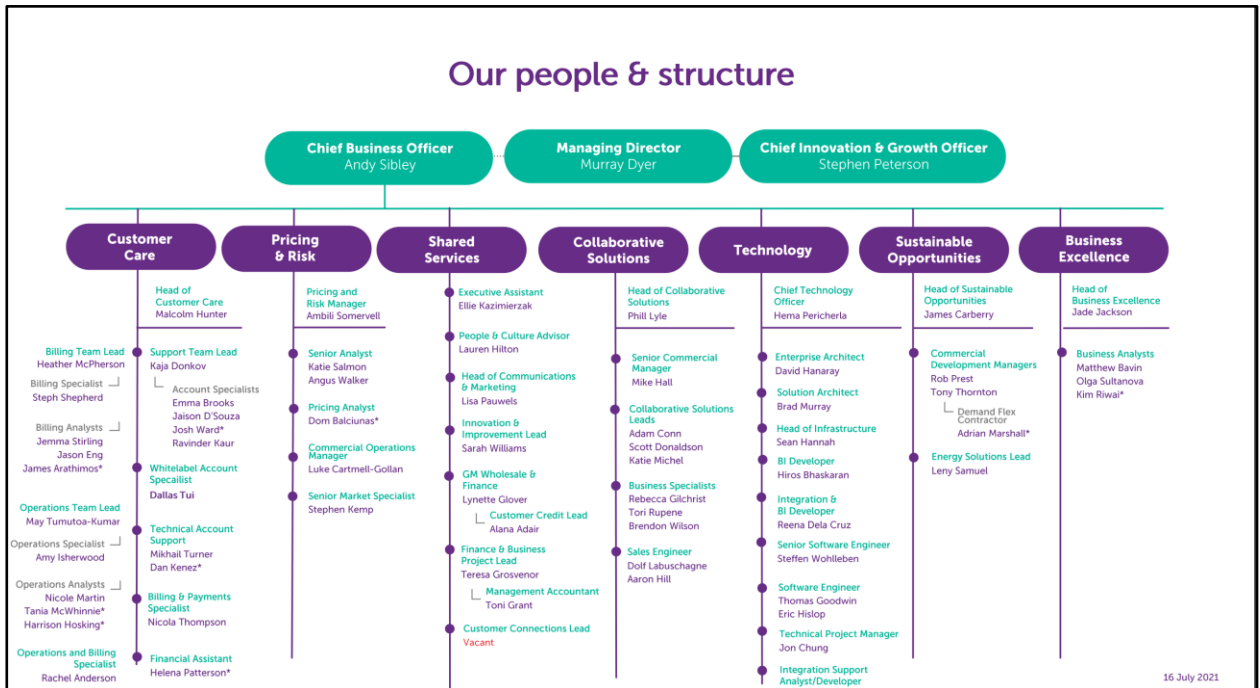 Our people & structure
Chief Business Officer
Andy Sibley
Managing Director
Murray Dyer
Chief Innovation & Growth Officer
Stephen Peterson
Customer
Care
Head of
Customer Care
Malcolm Hunter
Billing Team Lead
Heather McPherson
Billing Specialist
Steph Shepherd
Billing Analysts
Jemma Stirling
Jason Eng
James Arathimos*
Operations Team Lead
May Tumutoa-Kumar
Operations Specialist
Amy Isherwood
Operations Analysts
Nicole Martin
Tania McWhinnie*
Harrison Hosking*
Operations and Billing
Specialist
Rachel Anderson
Support Team Lead
Kaja Donkov
Account Specialists
Emma Brooks
Jaison D'Souza
Josh Ward*
Ravinder Kaur
Whitelabel Account
Specailist
Dallas Tui
Technical Account
Support
Mikhail Turner
Dan Kenez*
Billing & Payments
Specialist
Nicola Thompson
Financial Assistant
Helena Patterson*
Pricing
& Risk
Pricing and
Risk Manager
Ambili Somervell
Senior Analyst
Katie Salmon
Angus Walker
Pricing Analyst
Dom Balciunas*
Commercial Operations
Manager
Luke Cartmell-Gollan
Senior Market Specialist
Stephen Kemp
Shared
Services
Executive Assistant
Ellie Kazimierzak
People & Culture Advisor
Lauren Hilton
Head of Communications
& Marketing
Lisa Pauwels
Innovation &
Improvement Lead
Sarah Williams
GM Wholesale &
Finance
Lynette Glover
Customer Credit Lead
Alana Adair
Finance & Business
Project Lead
Teresa Grosvenor
Management Accountant
Toni Grant
Customer Connections Lead
Vacant
Collaborative
Solutions
Head of Collaborative
Solutions
Phill Lyle
Senior Commercial
Manager
Mike Hall
Collaborative Solutions
Leads
Adam Conn
Scott Donaldson
Katie Michel
Business Specialists
Rebecca Gilchrist
Tori Rupene
Brendon Wilson
Sales Engineer
Dolf Labuschagne
Aaron Hill
Technology
Chief Technology
Officer
Hema Pericherla
Enterprise Architect
David Hanaray
Solution Architect
Brad Murray
Head of Infrastructure
Sean Hannah
BI Developer
Hiros Bhaskaran
Integration &
BI Developer
Reena Dela Cruz
Senior Software Engineer
Steffen Wohlleben
Software Engineer
Thomas Goodwin
Eric Hislop
Technical Project Manager
Jon Chung
Integration Support
Analyst/Developer
Sustainable
Opportunities
Head of Sustainable
Opportunities
James Carberry
Commercial
Development Managers
Rob Prest
Tony Thornton
Demand Flex
Contractor
Adrian Marshall*
Energy Solutions Lead
Leny Samuel
Business
Excellence
Head of
Business Excellence
Jade Jackson
Business Analysts
Matthew Bavin
Olga Sultanova
Kim Riwai*
16 July 2021